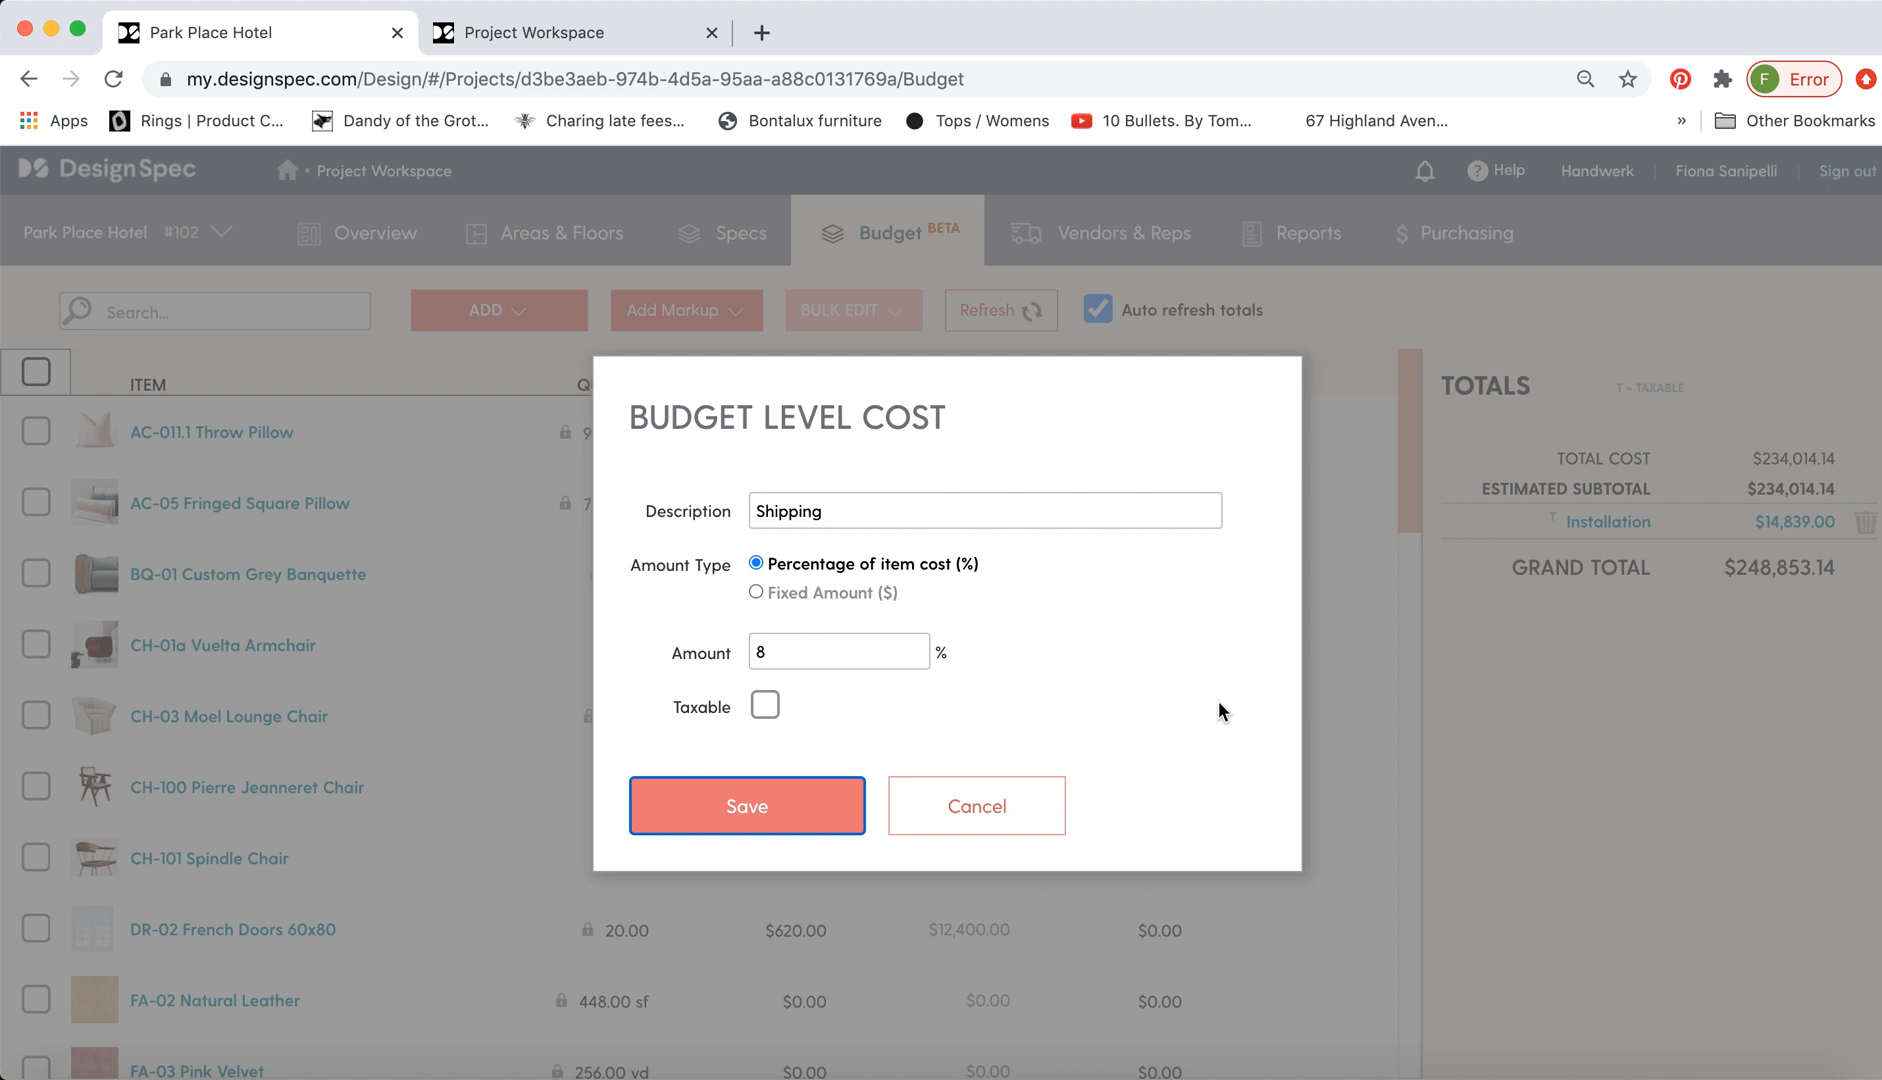 Park Place Hotel
Project Workspace
my.designspec.com/Design/#/Projects/d3be3aeb-974b-4d5a-95aa-a88c0131769a/Budget
F Error
Apps
Rings | Product C...
Dandy of the Grot...
Charing late fees...
Bontalux furniture
Tops / Womens
10 Bullets. By Tom...
67 Highland Aven...
»
Other Bookmarks
DesignSpec
• Project Workspace
? Help
Handwerk
Fiona Sanipelli
Sign out
Park Place Hotel #102
Overview
Areas & Floors
Specs
Budget BETA
Vendors & Reps
Reports
$ Purchasing
Search...
ADD
Add Markup
BULK EDIT
Refresh
Auto refresh totals
ITEM
Q
TOTALS
T = TAXABLE
AC-011.1 Throw Pillow 9
AC-05 Fringed Square Pillow 7
BQ-01 Custom Grey Banquette
CH-01a Vuelta Armchair
CH-03 Moel Lounge Chair
CH-100 Pierre Jeanneret Chair
CH-101 Spindle Chair
DR-02 French Doors 60x80 20.00 $620.00 $12,400.00 $0.00
FA-02 Natural Leather 448.00 sf $0.00 $0.00 $0.00
FA-03 Pink Velvet 256.00 yd $0.00 $0.00 $0.00
BUDGET LEVEL COST
Description Shipping
Amount Type Percentage of item cost (%)
Fixed Amount ($)
Amount 8 %
Taxable
Save
Cancel
TOTAL COST $234,014.14
ESTIMATED SUBTOTAL $234,014.14
T Installation $14,839.00
GRAND TOTAL $248,853.14